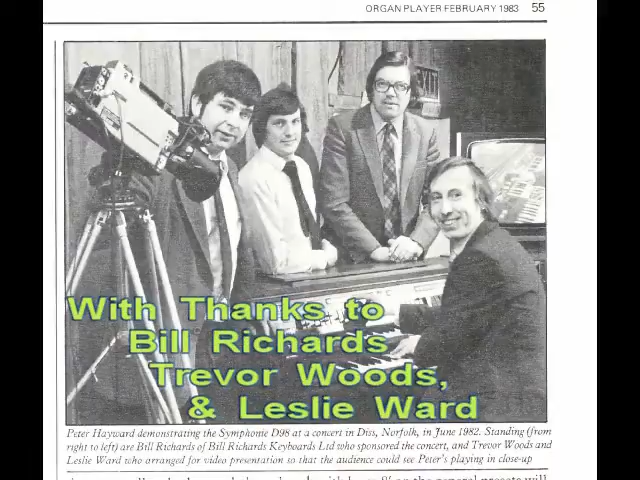 ORGAN PLAYER FEBRUARY 1983 55
With Thanks to
Bill Richards
Trevor Woods,
& Leslie Ward
Peter Hayward demonstrating the Symphonie D98 at a concert in Diss, Norfolk, in June 1982. Standing (from
right to left) are Bill Richards of Bill Richards Keyboards Ltd who sponsored the concert, and Trevor Woods and
Leslie Ward who arranged for video presentation so that the audience could see Peter's playing in close-up